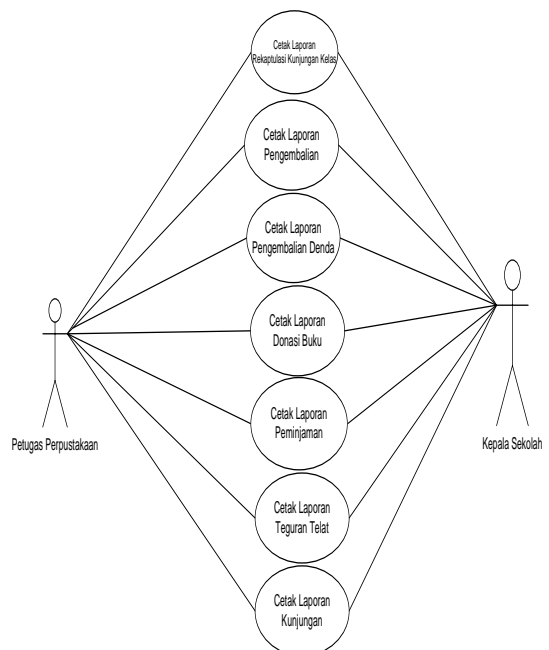 Cetak Laporan
Rekaptulasi Kunjungan Kelas
Cetak Laporan
Pengembalian
Cetak Laporan
Pengembalian Denda
Cetak Laporan
Donasi Buku
Cetak Laporan
Peminjaman
Cetak Laporan
Teguran Telat
Cetak Laporan
Kunjungan
Petugas Perpustakaan
Kepala Sekolah